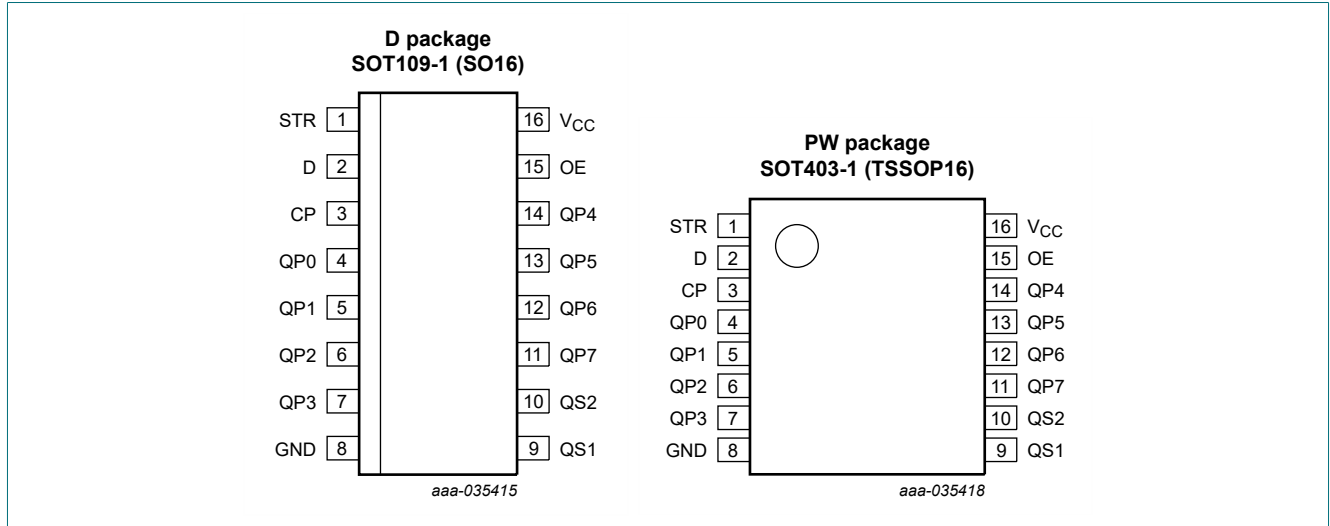 D package
SOT109-1 (SO16)
STR 1 16 VCC
D 2 15 OE
CP 3 14 QP4
QP0 4 13 QP5
QP1 5 12 QP6
QP2 6 11 QP7
QP3 7 10 QS2
GND 8 9 QS1
aaa-035415
PW package
SOT403-1 (TSSOP16)
STR 1 16 VCC
D 2 15 OE
CP 3 14 QP4
QP0 4 13 QP5
QP1 5 12 QP6
QP2 6 11 QP7
QP3 7 10 QS2
GND 8 9 QS1
aaa-035418